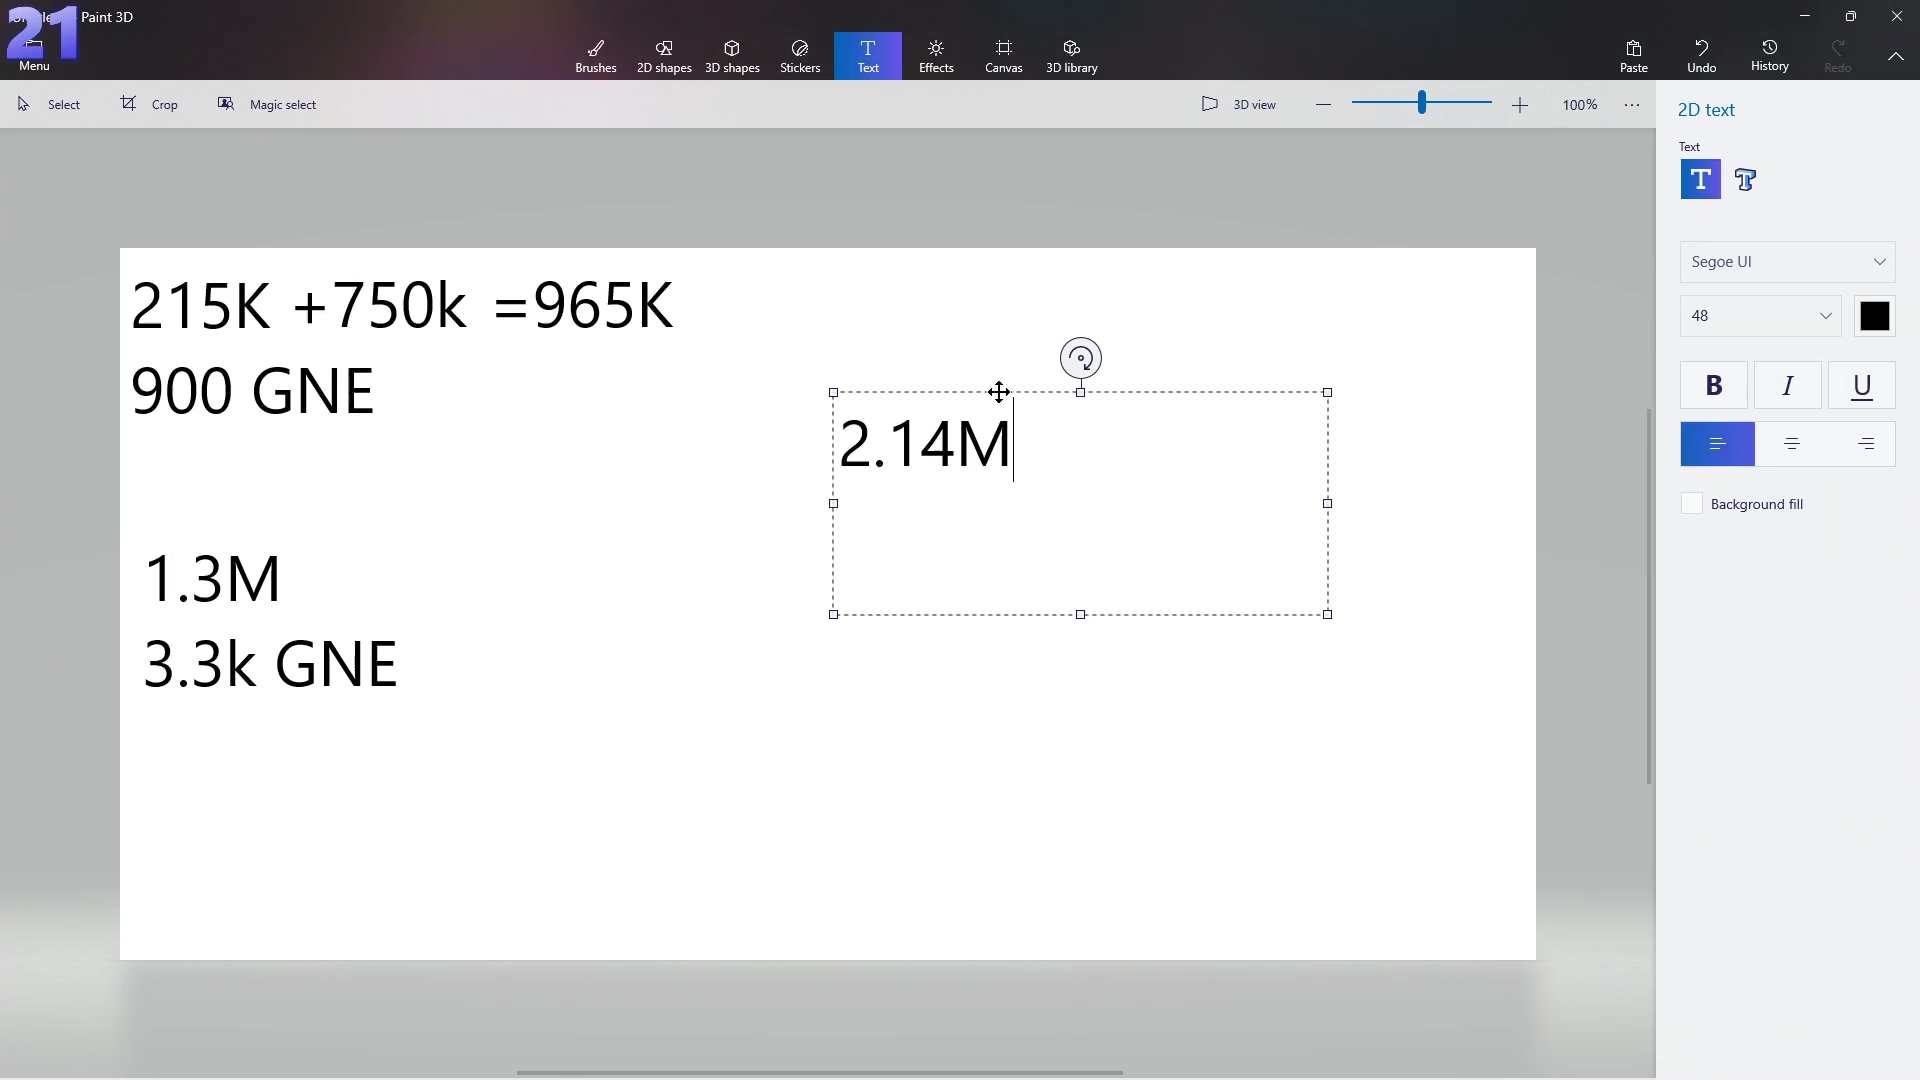 21
Paint 3D
Menu
Brushes
2D shapes
3D shapes
Stickers
Text
Effects
Canvas
3D library
Paste
Undo
History
Redo
Select
Crop
Magic select
3D view
100%
2D text
Text
Segoe UI
48
B I U
Background fill
215K +750k =965K
900 GNE
2.14M
1.3M
3.3k GNE